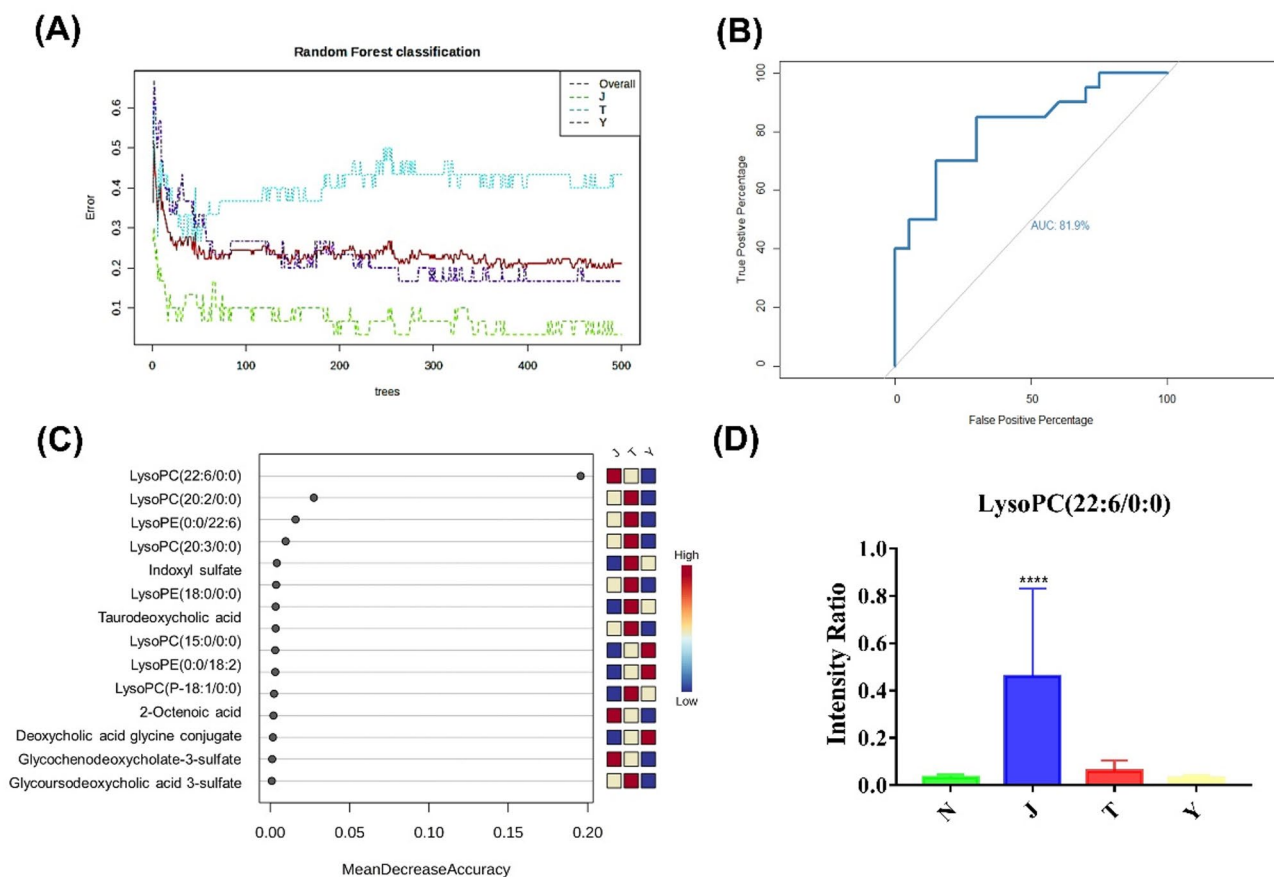 (A)
Random Forest classification
Overall
J
T
Y
Error
0.1
0.2
0.3
0.4
0.5
0.6
0
100
200
300
400
500
trees
(B)
True Postive Percentage
0
20
40
60
80
100
AUC: 81.9%
0
50
100
False Positive Percentage
(C)
J
T
Y
LysoPC(22:6/0:0)
LysoPC(20:2/0:0)
LysoPE(0:0/22:6)
LysoPC(20:3/0:0)
Indoxyl sulfate
LysoPE(18:0/0:0)
Taurodeoxycholic acid
LysoPC(15:0/0:0)
LysoPE(0:0/18:2)
LysoPC(P-18:1/0:0)
2-Octenoic acid
Deoxycholic acid glycine conjugate
Glycochenodeoxycholate-3-sulfate
Glycoursodeoxycholic acid 3-sulfate
High
Low
0.00
0.05
0.10
0.15
0.20
MeanDecreaseAccuracy
(D)
LysoPC(22:6/0:0)
Intensity Ratio
1.0
0.8
0.6
0.4
0.2
0.0
****
N
J
T
Y